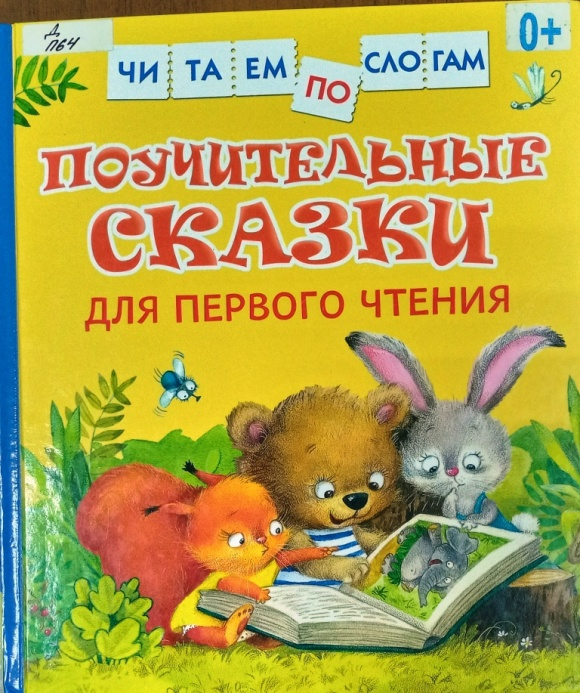 Д
П64
0+
ЧИ ТА ЕМ ПО СЛО ГАМ
ПОУЧИТЕЛЬНЫЕ
СКАЗКИ
ДЛЯ ПЕРВОГО ЧТЕНИЯ